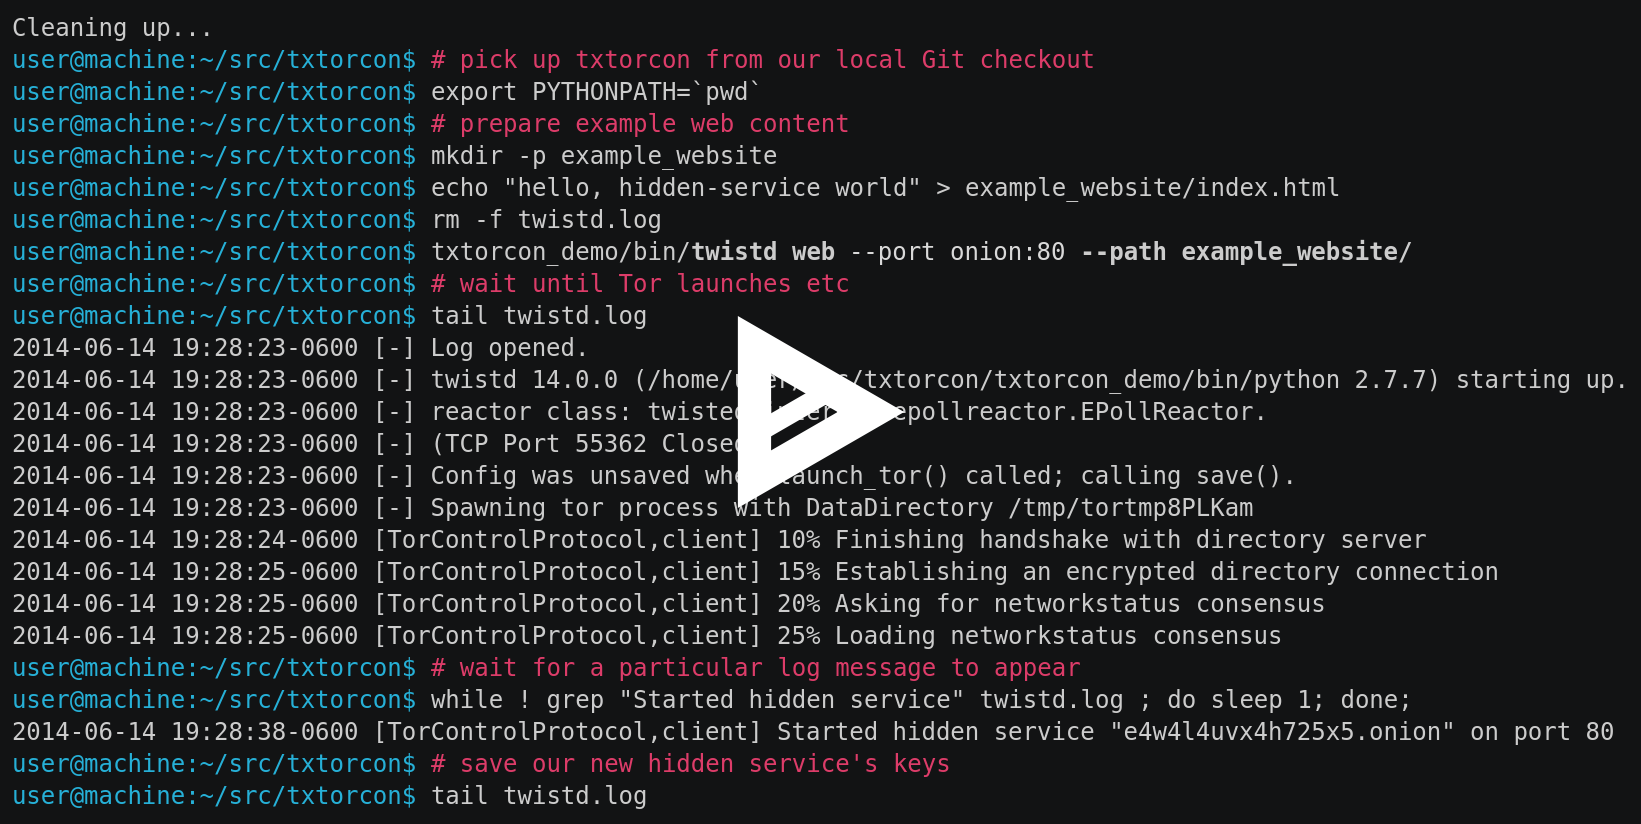 Cleaning up...
user@machine:~/src/txtorcon$ # pick up txtorcon from our local Git checkout
user@machine:~/src/txtorcon$ export PYTHONPATH=`pwd`
user@machine:~/src/txtorcon$ # prepare example web content
user@machine:~/src/txtorcon$ mkdir -p example_website
user@machine:~/src/txtorcon$ echo "hello, hidden-service world" > example_website/index.html
user@machine:~/src/txtorcon$ rm -f twistd.log
user@machine:~/src/txtorcon$ txtorcon_demo/bin/twistd web --port onion:80 --path example_website/
user@machine:~/src/txtorcon$ # wait until Tor launches etc
user@machine:~/src/txtorcon$ tail twistd.log
2014-06-14 19:28:23-0600 [-] Log opened.
2014-06-14 19:28:23-0600 [-] twistd 14.0.0 (/home/user/src/txtorcon/txtorcon_demo/bin/python 2.7.7) starting up.
2014-06-14 19:28:23-0600 [-] reactor class: twisted.internet.epollreactor.EPollReactor.
2014-06-14 19:28:23-0600 [-] (TCP Port 55362 Closed
2014-06-14 19:28:23-0600 [-] Config was unsaved when launch_tor() called; calling save().
2014-06-14 19:28:23-0600 [-] Spawning tor process with DataDirectory /tmp/tortmp8PLKam
2014-06-14 19:28:24-0600 [TorControlProtocol,client] 10% Finishing handshake with directory server
2014-06-14 19:28:25-0600 [TorControlProtocol,client] 15% Establishing an encrypted directory connection
2014-06-14 19:28:25-0600 [TorControlProtocol,client] 20% Asking for networkstatus consensus
2014-06-14 19:28:25-0600 [TorControlProtocol,client] 25% Loading networkstatus consensus
user@machine:~/src/txtorcon$ # wait for a particular log message to appear
user@machine:~/src/txtorcon$ while ! grep "Started hidden service" twistd.log ; do sleep 1; done;
2014-06-14 19:28:38-0600 [TorControlProtocol,client] Started hidden service "e4w4l4uvx4h725x5.onion" on port 80
user@machine:~/src/txtorcon$ # save our new hidden service's keys
user@machine:~/src/txtorcon$ tail twistd.log